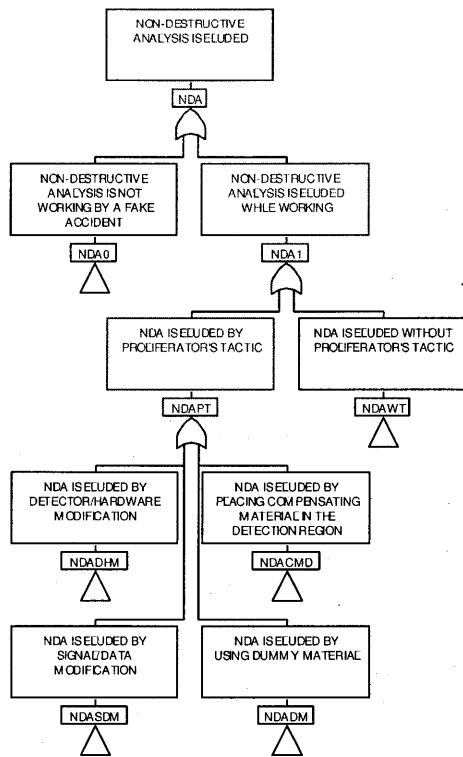 NON-DESTRUCTIVE
ANALYSIS IS ELUDED
NDA
NON-DESTRUCTIVE
ANALYSIS IS NOT
WORKING BY A FAKE
ACCIDENT
NDA0
NON-DESTRUCTIVE
ANALYSIS IS ELUDED
WHILE WORKING
NDA1
NDA IS ELUDED BY
PROLIFERATOR'S TACTIC
NDAPT
NDA IS ELUDED WITHOUT
PROLIFERATOR'S TACTIC
NDAWT
NDA IS ELUDED BY
DETECTOR/HARDWARE
MODIFICATION
NDADHM
NDA IS ELUDED BY
PLACING COMPENSATING
MATERIAL IN THE
DETECTION REGION
NDACMD
NDA IS ELUDED BY
SIGNAL/DATA
MODIFICATION
NDASDM
NDA IS ELUDED BY
USING DUMMY MATERIAL
NDADM